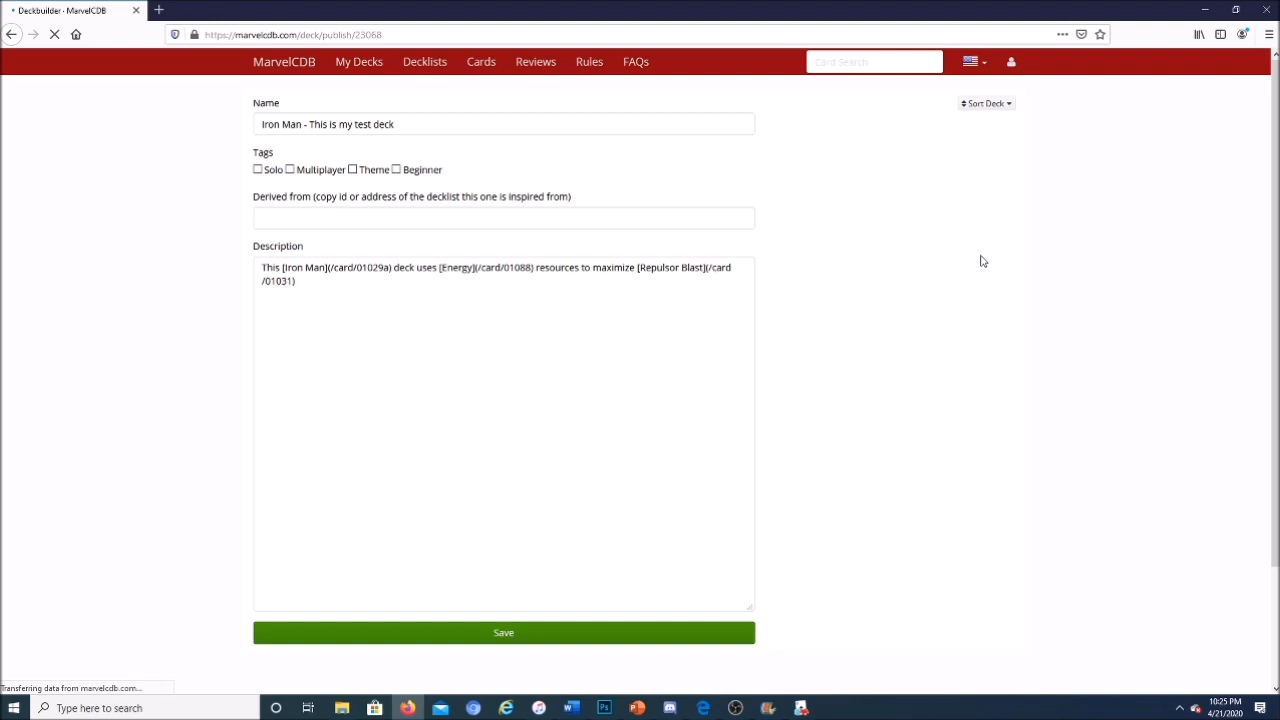 Deckbuilder · MarvelCDB
https://marvelcdb.com/deck/publish/23068
MarvelCDB My Decks Decklists Cards Reviews Rules FAQs Card Search
Name
Sort Deck
Iron Man - This is my test deck
Tags
Solo Multiplayer Theme Beginner
Derived from (copy id or address of the decklist this one is inspired from)
Description
This [Iron Man](/card/01029a) deck uses [Energy](/card/01088) resources to maximize [Repulsor Blast](/card
/01031)
Save
Transferring data from marvelcdb.com...
Type here to search
10:25 PM
4/21/2020